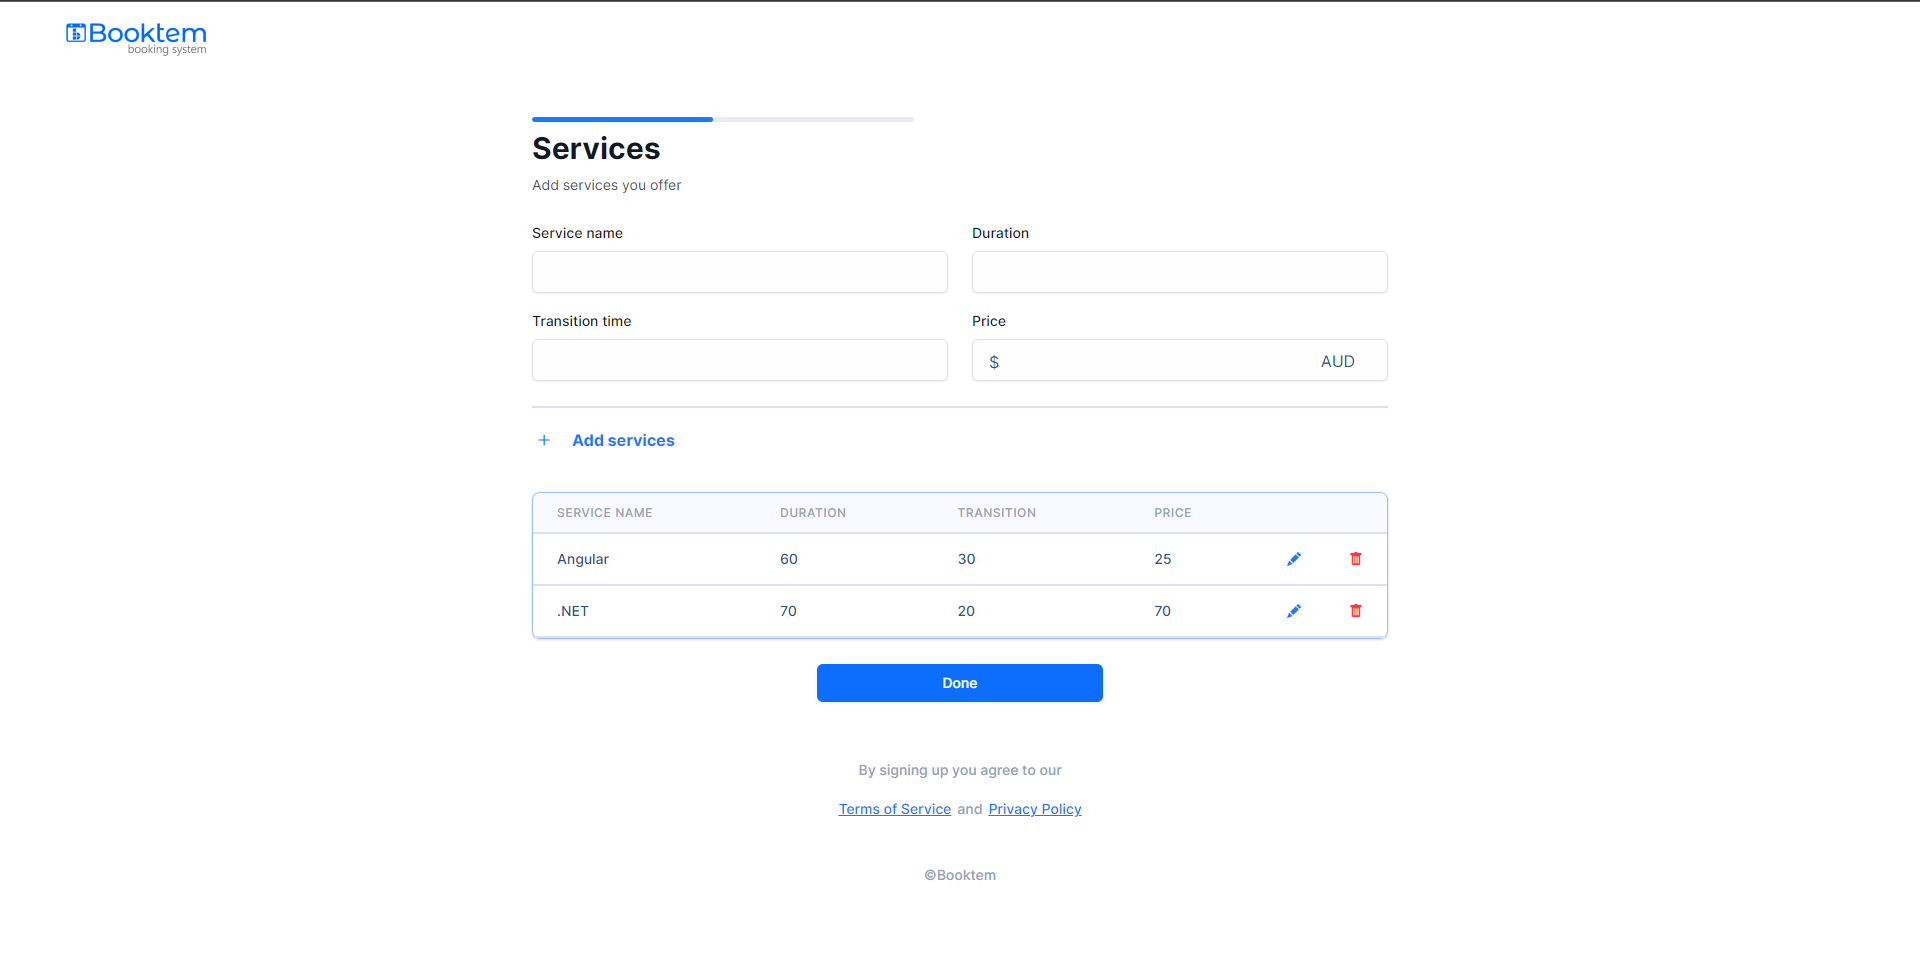 Booktem
booking system
Services
Add services you offer
Service name
Duration
Transition time
Price
$ AUD
+ Add services
SERVICE NAME DURATION TRANSITION PRICE
Angular 60 30 25
.NET 70 20 70
Done
By signing up you agree to our
Terms of Service and Privacy Policy
©Booktem